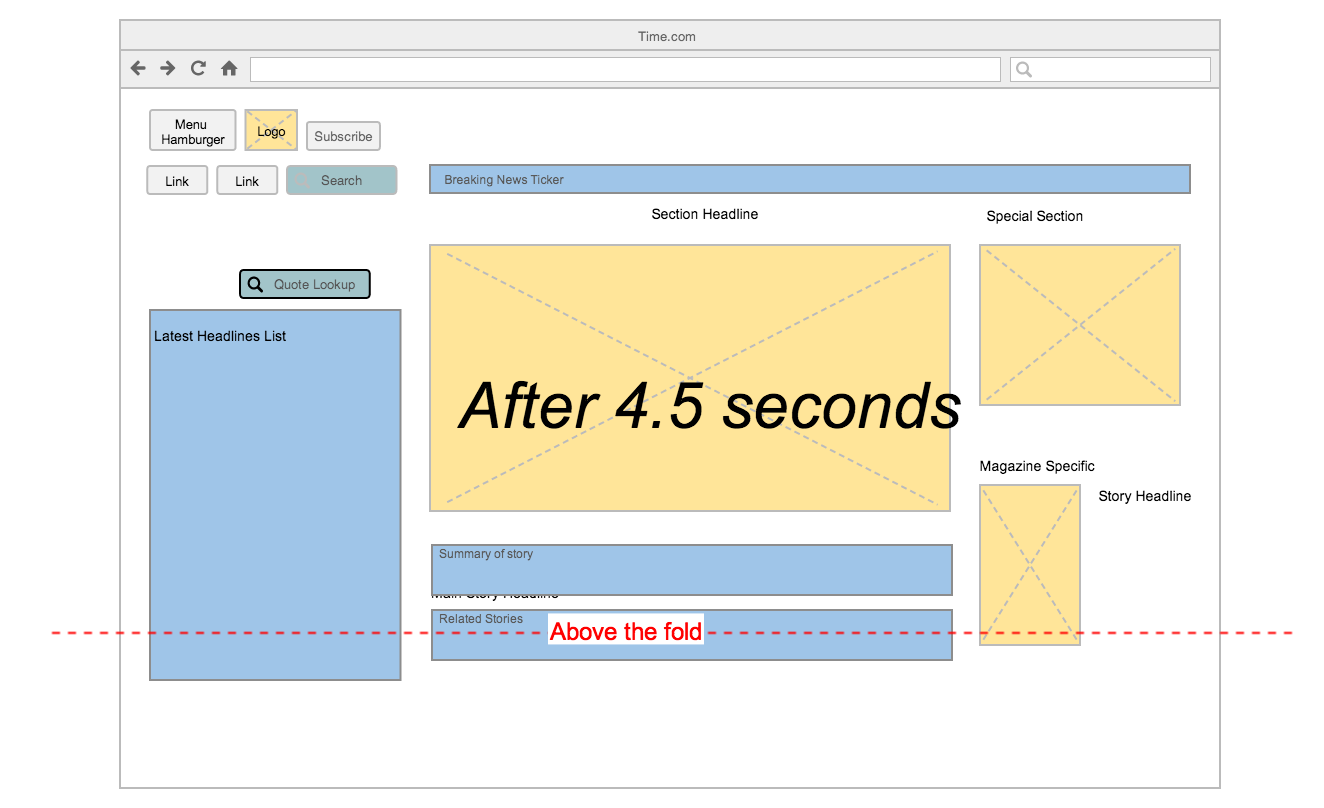 Time.com
Menu
Hamburger
Logo
Subscribe
Link
Link
Search
Breaking News Ticker
Section Headline
Special Section
Quote Lookup
Latest Headlines List
After 4.5 seconds
Magazine Specific
Story Headline
Summary of story
Main Story Headline
Related Stories
Above the fold